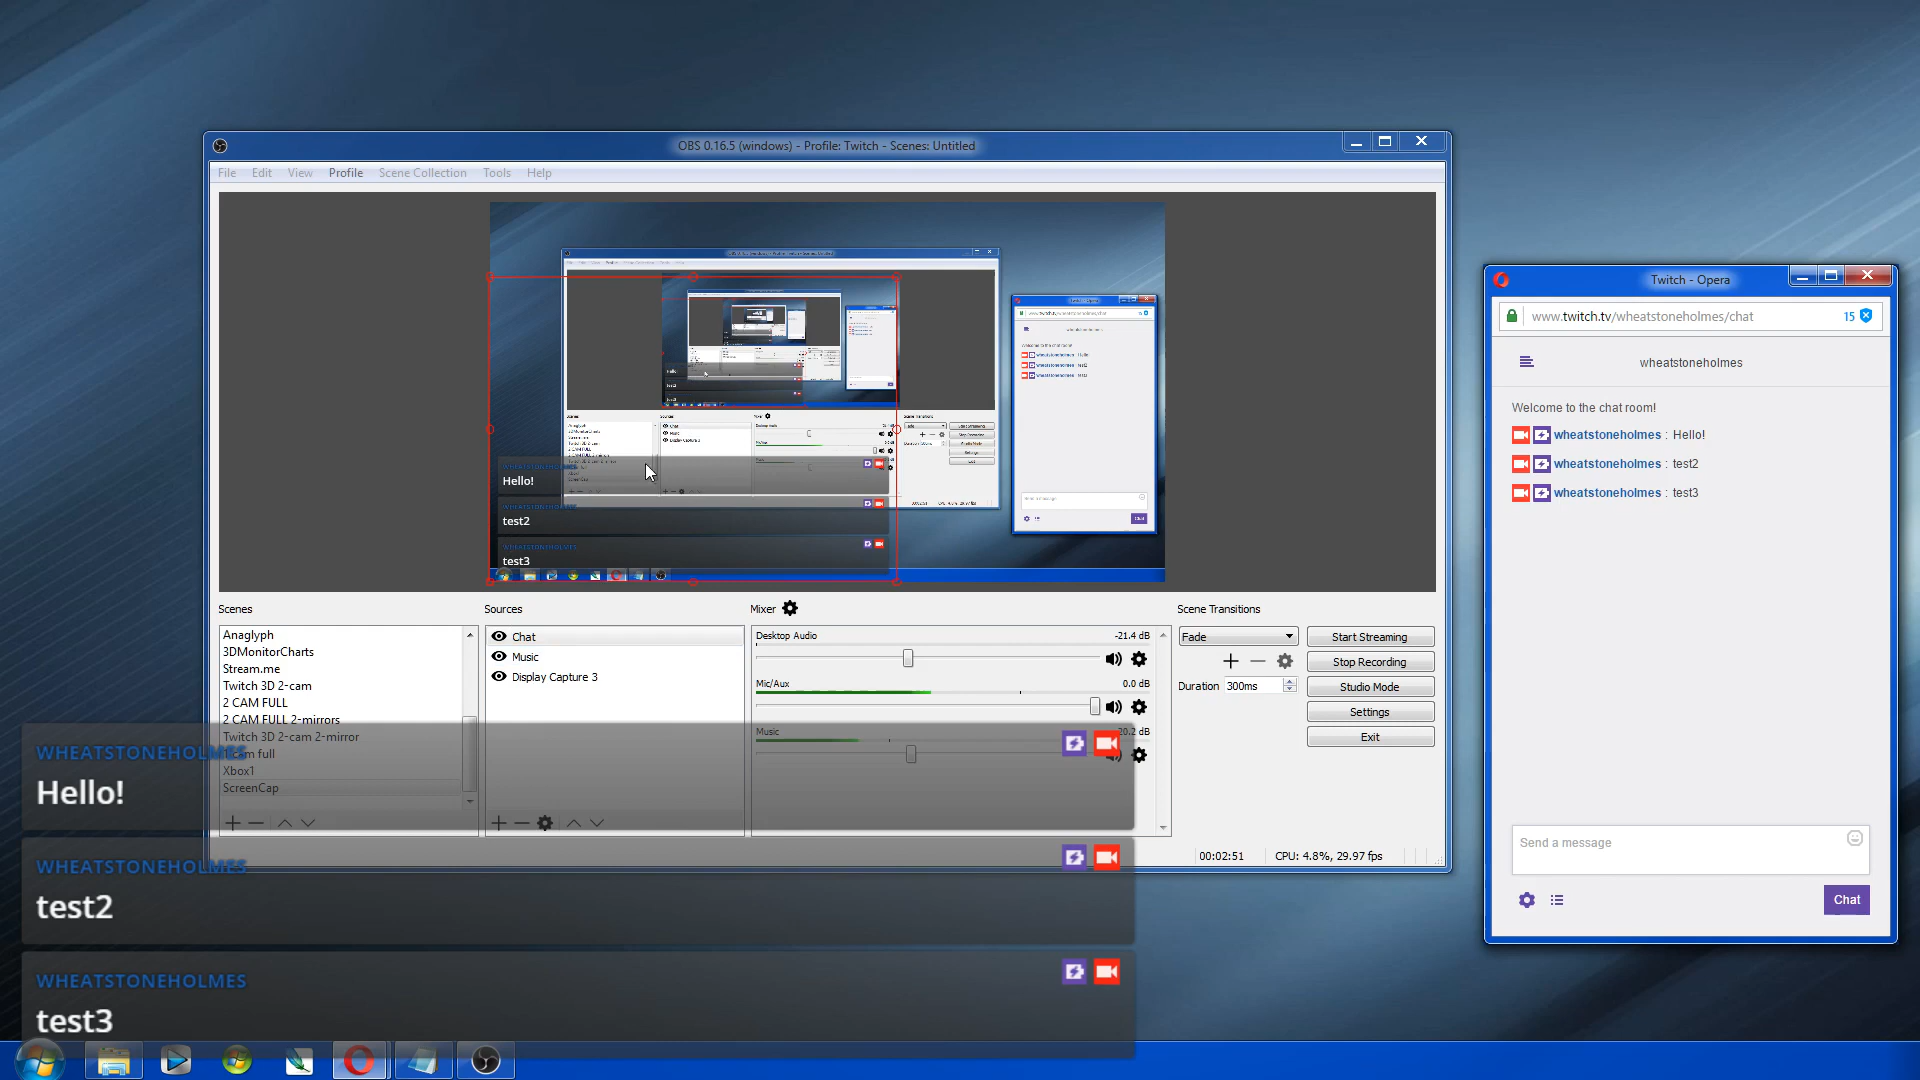 OBS 0.16.5 (windows) - Profile: Twitch - Scenes: Untitled
File Edit View Profile Scene Collection Tools Help
Hello!
test2
test3
Scenes
Anaglyph
3DMonitorCharts
Stream.me
Twitch 3D 2-cam
2 CAM FULL
2 CAM FULL 2-mirrors
Twitch 3D 2-cam 2-mirror
cam full
Xbox1
ScreenCap
Sources
Chat
Music
Display Capture 3
Mixer
Desktop Audio -21.4 dB
Mic/Aux 0.0 dB
Music 20.2 dB
Scene Transitions
Fade
Duration 300ms
Start Streaming
Stop Recording
Studio Mode
Settings
Exit
00:02:51 CPU: 4.8%, 29.97 fps
WHEATSTONEHOLMES
Hello!
WHEATSTONEHOLMES
test2
WHEATSTONEHOLMES
test3
Twitch - Opera
www.twitch.tv/wheatstoneholmes/chat 15
wheatstoneholmes
Welcome to the chat room!
wheatstoneholmes : Hello!
wheatstoneholmes : test2
wheatstoneholmes : test3
Send a message
Chat